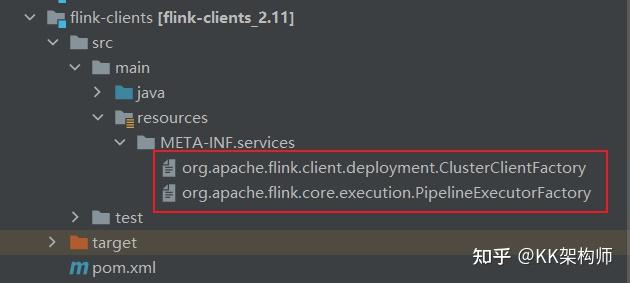 flink-clients [flink-clients_2.11]
src
main
java
resources
META-INF.services
org.apache.flink.client.deployment.ClusterClientFactory
org.apache.flink.core.execution.PipelineExecutorFactory
test
target
pom.xml
知乎 @KK架构师